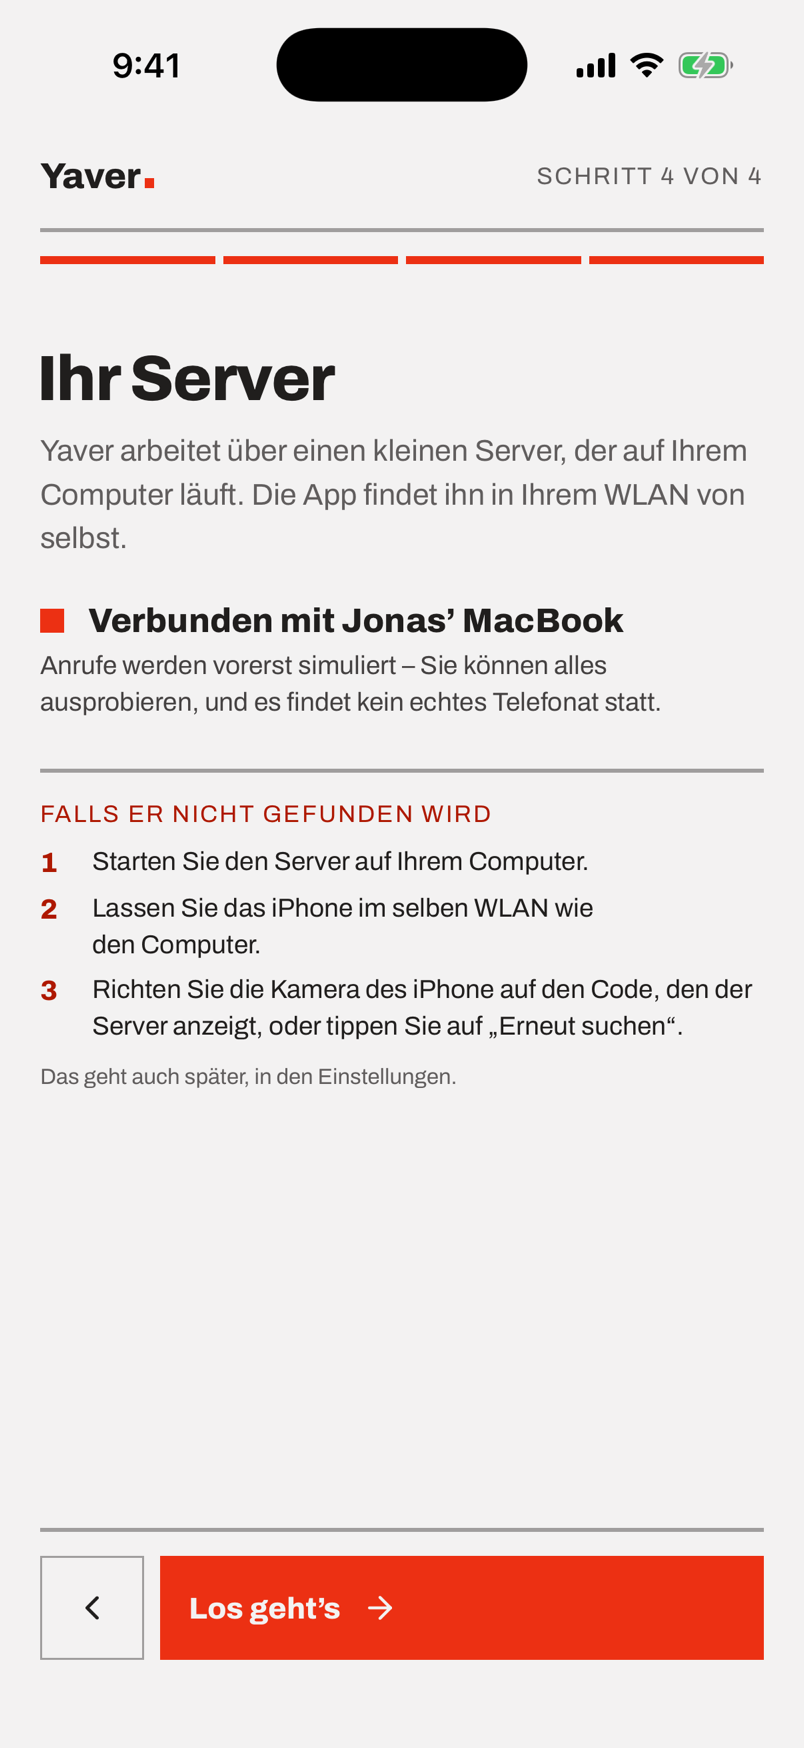 9:41
Yaver.
SCHRITT 4 VON 4
Ihr Server
Yaver arbeitet über einen kleinen Server, der auf Ihrem
Computer läuft. Die App findet ihn in Ihrem WLAN von
selbst.
Verbunden mit Jonas’ MacBook
Anrufe werden vorerst simuliert – Sie können alles
ausprobieren, und es findet kein echtes Telefonat statt.
FALLS ER NICHT GEFUNDEN WIRD
1 Starten Sie den Server auf Ihrem Computer.
2 Lassen Sie das iPhone im selben WLAN wie
den Computer.
3 Richten Sie die Kamera des iPhone auf den Code, den der
Server anzeigt, oder tippen Sie auf „Erneut suchen“.
Das geht auch später, in den Einstellungen.
Los geht’s